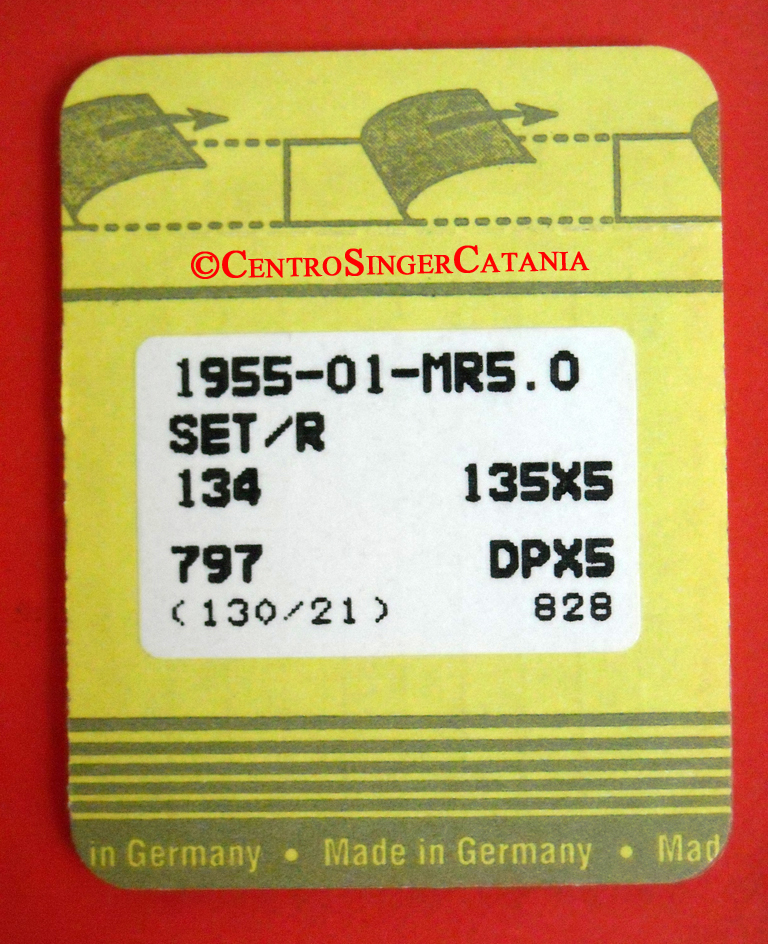 ©CentroSingerCatania
1955-01-MR5.0
SET/R
134 135X5
797 DPX5
(130/21) 828
in Germany • Made in Germany • Mad